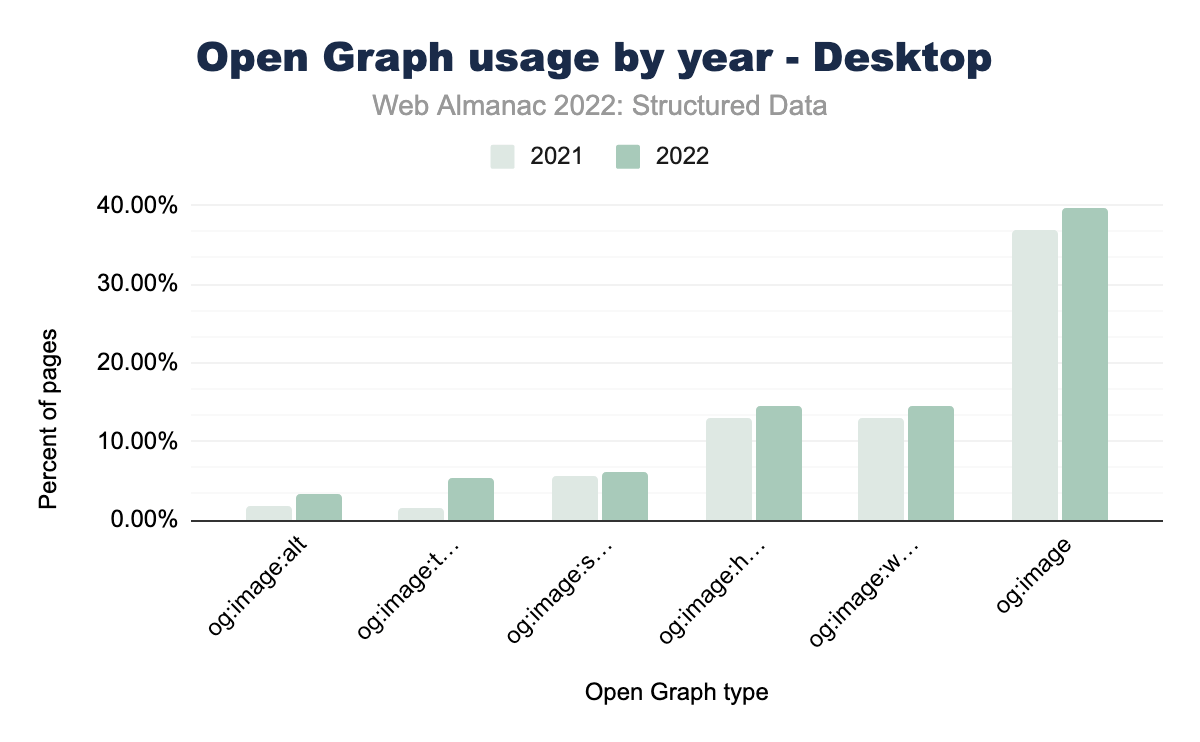 Open Graph usage by year - Desktop
Web Almanac 2022: Structured Data
2021
2022
40.00%
30.00%
20.00%
10.00%
0.00%
Percent of pages
og:image:alt
og:image:t…
og:image:s…
og:image:h…
og:image:w…
og:image
Open Graph type